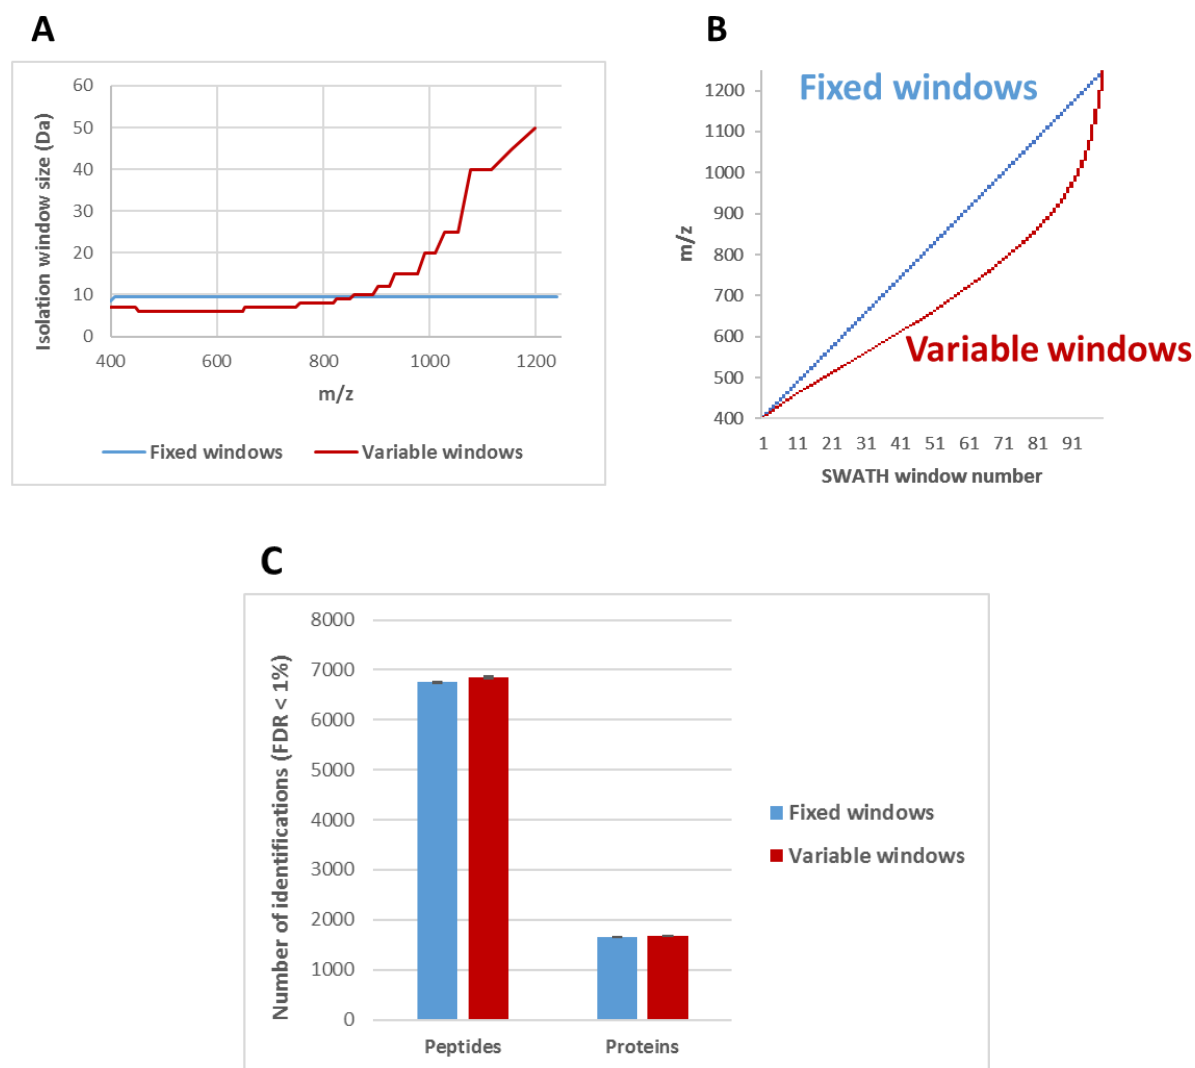 A
60
50
40
30
20
10
0
Isolation window size (Da)
400 600 800 1000 1200
m/z
Fixed windows Variable windows
B
1200
1100
1000
900
800
700
600
500
400
m/z
Fixed windows
Variable windows
1 11 21 31 41 51 61 71 81 91
SWATH window number
C
8000
7000
6000
5000
4000
3000
2000
1000
0
Number of identifications (FDR < 1%)
Peptides Proteins
Fixed windows
Variable windows